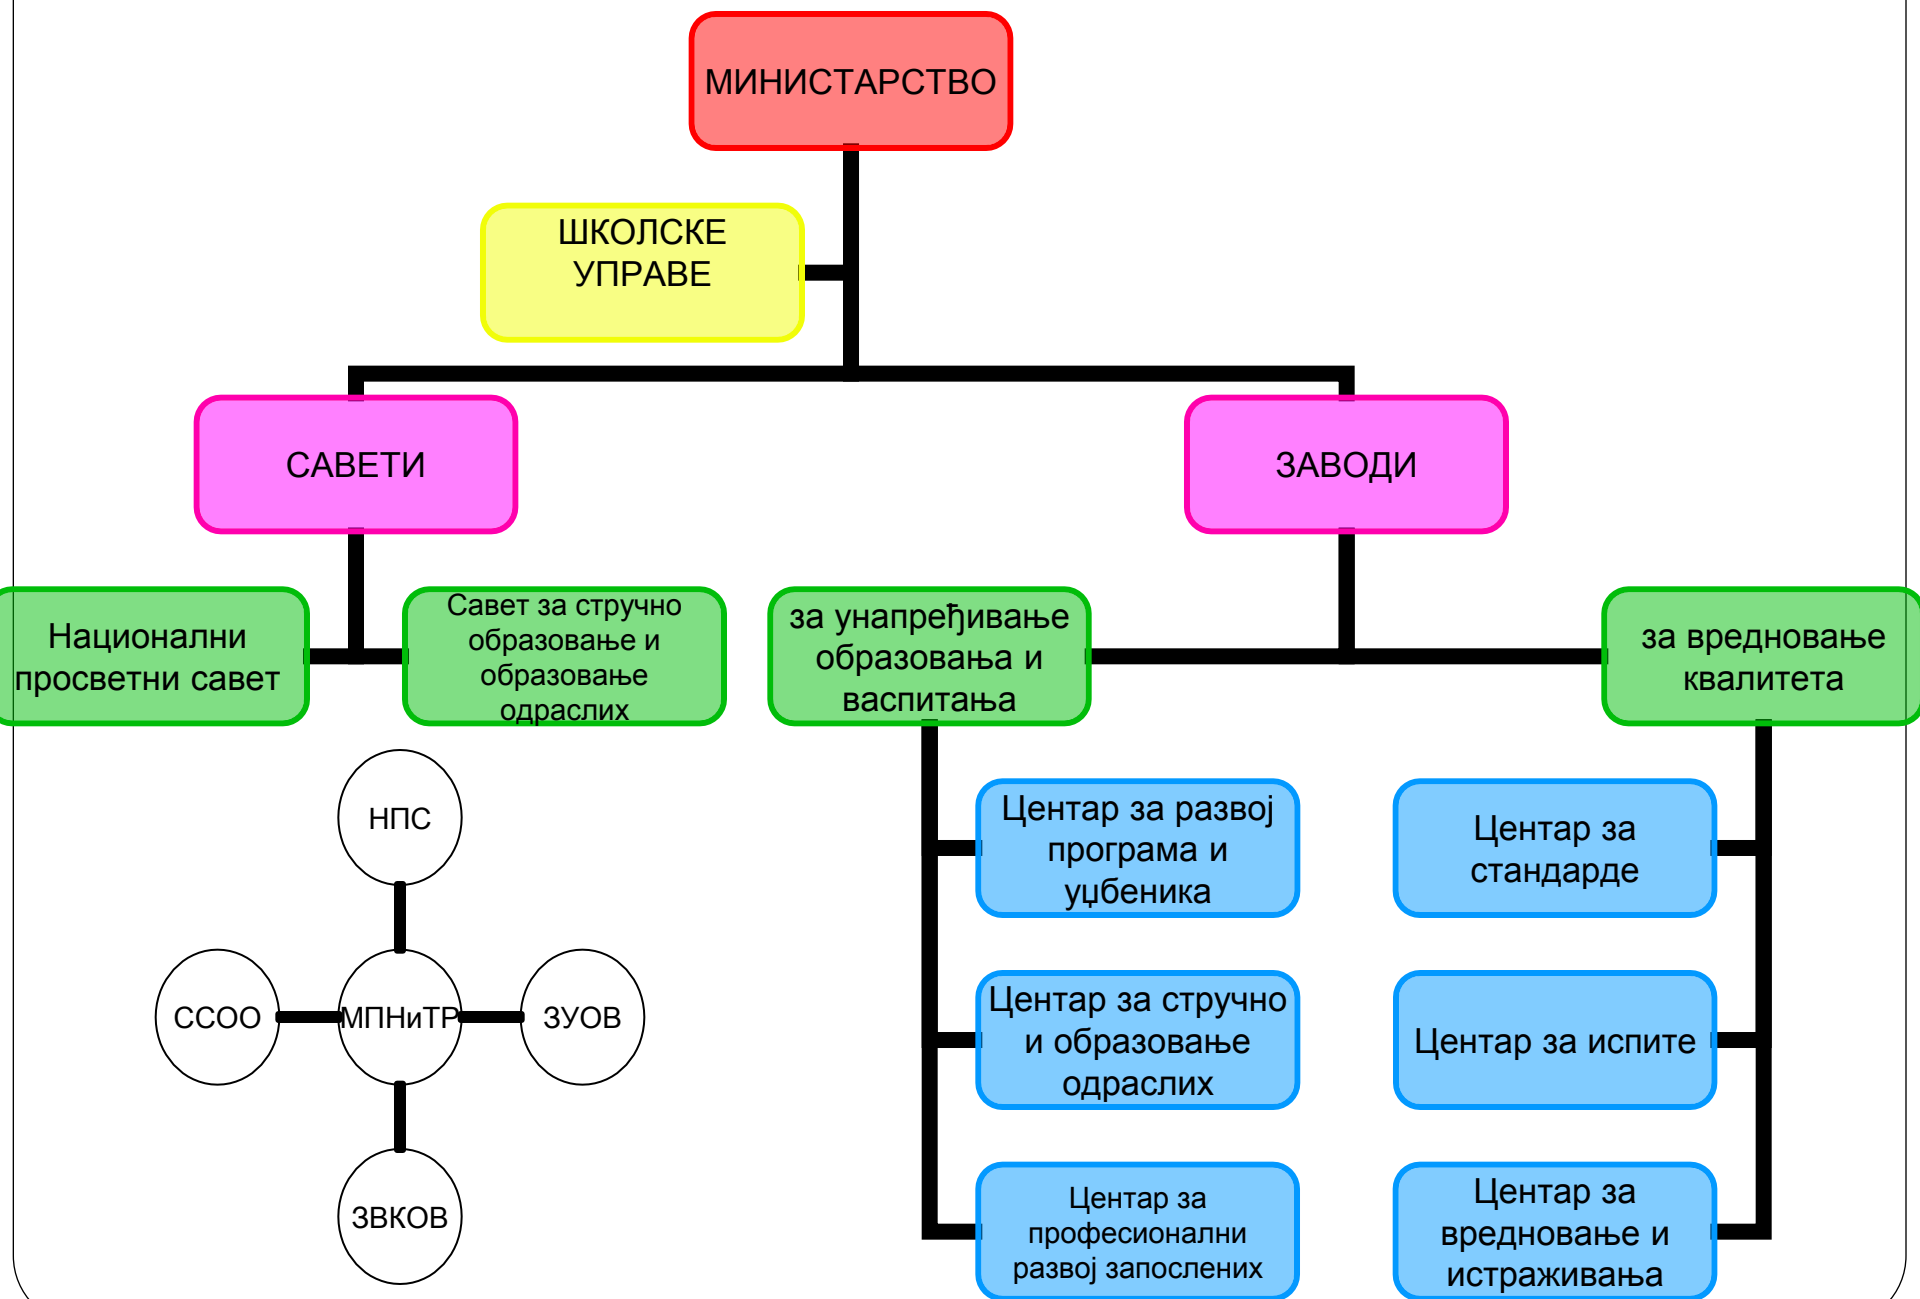 МИНИСТАРСТВО
ШКОЛСКЕ
УПРАВЕ
САВЕТИ
ЗАВОДИ
Национални
просветни савет
Савет за стручно
образовање и
образовање
одраслих
за унапређивање
образовања и
васпитања
за вредновање
квалитета
НПС
ССОО
МПНиТР
ЗУОВ
ЗВКОВ
Центар за развој
програма и
уџбеника
Центар за стручно
и образовање
одраслих
Центар за
професионални
развој запослених
Центар за
стандарде
Центар за испите
Центар за
вредновање и
истраживања